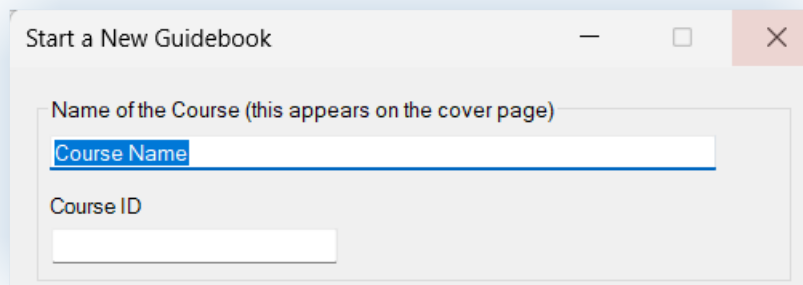 Start a New Guidebook
Name of the Course (this appears on the cover page)
Course Name
Course ID